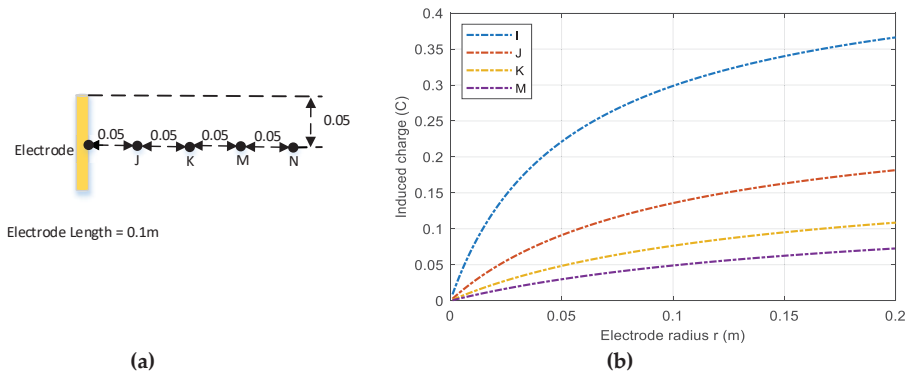 0.05
0.05 0.05 0.05 0.05
Electrode
J K M N
Electrode Length = 0.1m
(a)
0.4
0.35
0.3
0.25
0.2
0.15
0.1
0.05
0
Induced charge (C)
I
J
K
M
0 0.05 0.1 0.15 0.2
Electrode radius r (m)
(b)